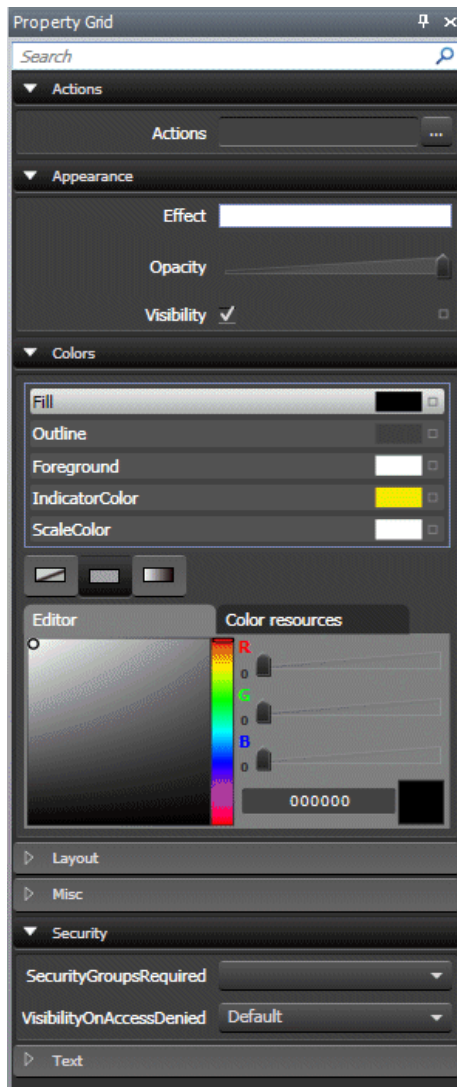 Property Grid
Search
Actions
Actions ...
Appearance
Effect
Opacity
Visibility
Colors
Fill
Outline
Foreground
IndicatorColor
ScaleColor
Editor Color resources
R
0
G
0
B
0
000000
Layout
Misc
Security
SecurityGroupsRequired
VisibilityOnAccessDenied Default
Text